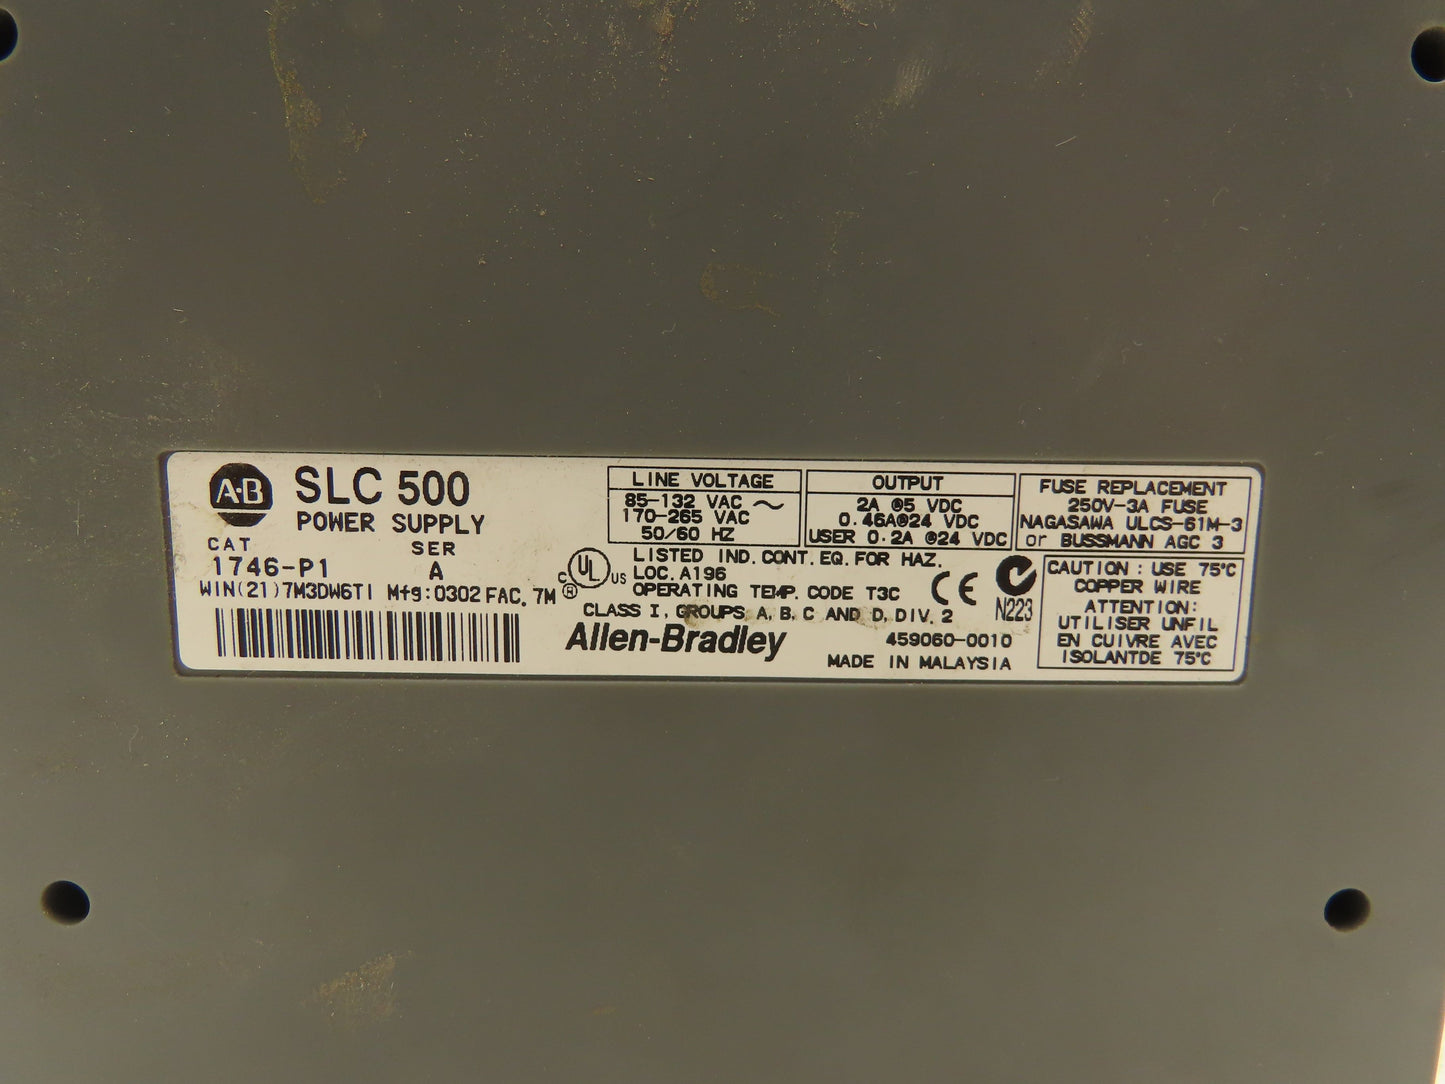 A·B
SLC 500
POWER SUPPLY
CAT SER
1746-P1 A
WIN(21)7M3DW6TI Mfg:0302 FAC. 7M
LINE VOLTAGE
85-132 VAC ~
170-265 VAC
50/60 HZ
OUTPUT
2A @5 VDC
0.46A@24 VDC
USER 0.2A @24 VDC
FUSE REPLACEMENT
250V-3A FUSE
NAGASAWA ULCS-61M-3
or BUSSMANN AGC 3
C UL US ®
LISTED IND. CONT. EQ. FOR HAZ.
LOC. A196
OPERATING TEMP. CODE T3C
CLASS I, GROUPS A, B, C AND D, DIV. 2
CE
N223
Allen-Bradley
459060-0010
MADE IN MALAYSIA
CAUTION : USE 75°C
COPPER WIRE
ATTENTION:
UTILISER UNFIL
EN CUIVRE AVEC
ISOLANTDE 75°C